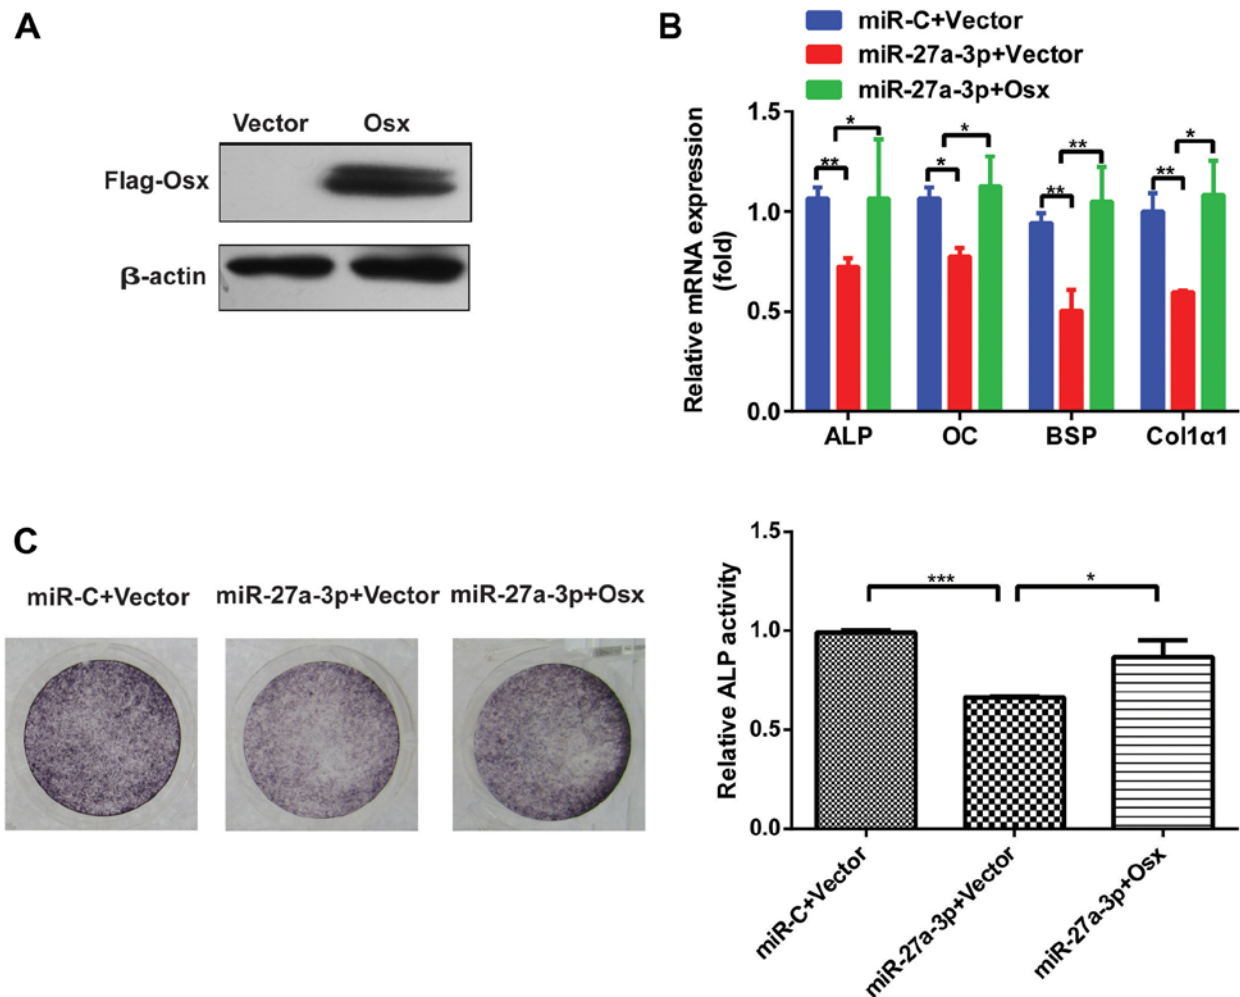 A
Vector Osx
Flag-Osx
β-actin
B
miR-C+Vector
miR-27a-3p+Vector
miR-27a-3p+Osx
Relative mRNA expression
(fold)
1.5
1.0
0.5
0.0
* * ** *
** * ** **
ALP OC BSP Col1α1
C
miR-C+Vector miR-27a-3p+Vector miR-27a-3p+Osx
Relative ALP activity
1.5
1.0
0.5
0.0
*** *
miR-C+Vector
miR-27a-3p+Vector
miR-27a-3p+Osx